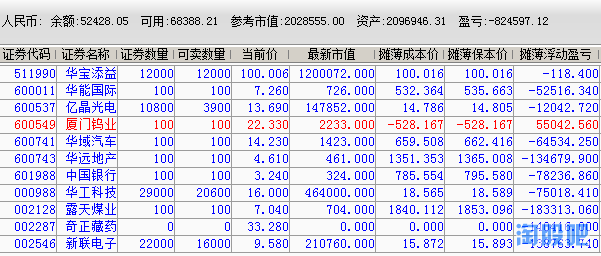 人民币: 余额:52428.05 可用:68388.21 参考市值:2028555.00 资产:2096946.31 盈亏:-824597.12
证券代码 证券名称 证券数量 可卖数量 当前价 最新市值 摊薄成本价 摊薄保本价 摊薄浮动盈亏
511990 华宝添益 12000 12000 100.006 1200072.000 100.016 100.016 -118.400
600011 华能国际 100 100 7.260 726.000 532.364 535.663 -52516.340
600537 亿晶光电 10800 3900 13.690 147852.000 14.786 14.805 -12042.720
600549 厦门钨业 100 100 22.330 2233.000 -528.167 -528.167 55042.560
600741 华域汽车 100 100 14.230 1423.000 659.508 662.416 -64534.250
600743 华远地产 100 100 4.610 461.000 1351.353 1365.008 -134679.900
601988 中国银行 100 100 3.240 324.000 785.554 795.580 -78236.860
000988 华工科技 29000 20600 16.000 464000.000 18.565 18.589 -75018.410
002128 露天煤业 100 100 7.040 704.000 1840.112 1853.096 -183313.060
002287 奇正藏药 0 0 33.280 0.000 0.000 0.000
002546 新联电子 22000 16000 9.580 210760.000 15.872 15.893
淘股吧